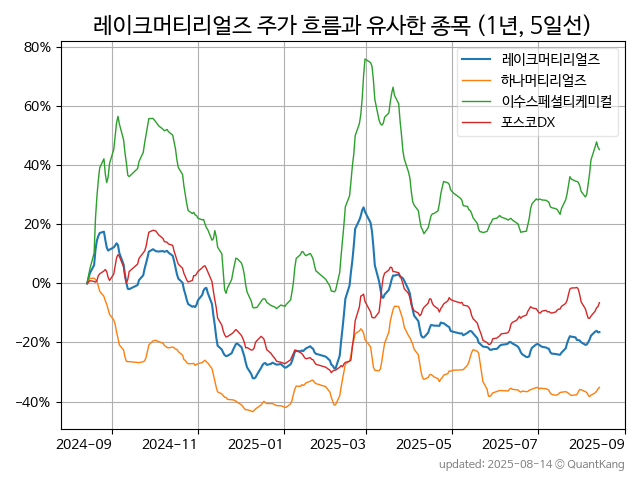 레이크머티리얼즈 주가 흐름과 유사한 종목 (1년, 5일선)
80%
60%
40%
20%
0%
−20%
−40%
레이크머티리얼즈
하나머티리얼즈
이수스페셜티케미컬
포스코DX
2024-09 2024-11 2025-01 2025-03 2025-05 2025-07 2025-09
updated: 2025-08-14 © QuantKang